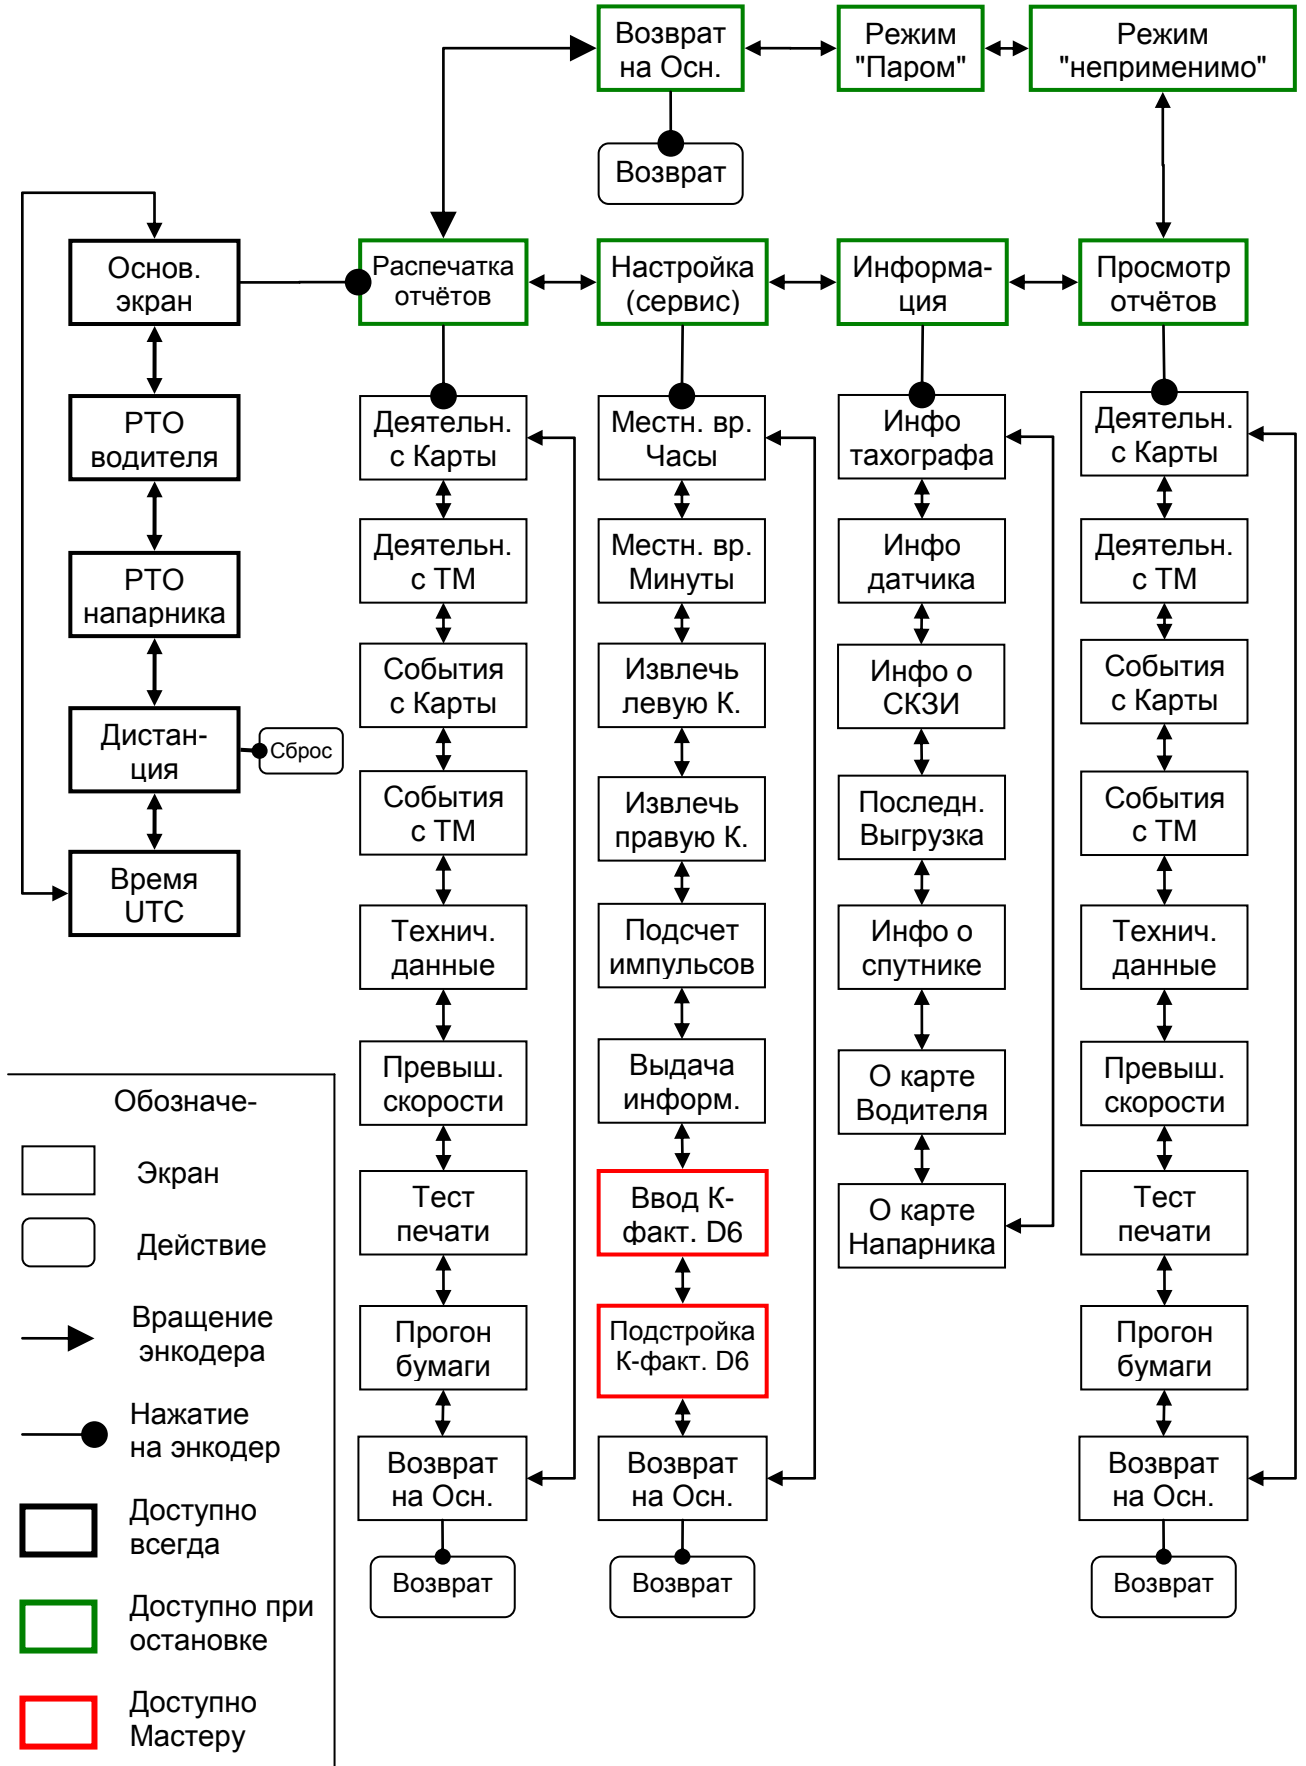 Возврат
на Осн.
Режим
"Паром"
Режим
"неприменимо"
Возврат
Основ.
экран
Распечатка
отчётов
Настройка
(сервис)
Информа-
ция
Просмотр
отчётов
РТО
водителя
РТО
напарника
Дистан-
ция
Сброс
Время
UTC
Деятельн.
с Карты
Деятельн.
с ТМ
События
с Карты
События
с ТМ
Технич.
данные
Превыш.
скорости
Тест
печати
Прогон
бумаги
Возврат
на Осн.
Возврат
Местн. вр.
Часы
Местн. вр.
Минуты
Извлечь
левую К.
Извлечь
правую К.
Подсчет
импульсов
Выдача
информ.
Ввод К-
факт. D6
Подстройка
К-факт. D6
Возврат
на Осн.
Возврат
Инфо
тахографа
Инфо
датчика
Инфо о
СКЗИ
Последн.
Выгрузка
Инфо о
спутнике
О карте
Водителя
О карте
Напарника
Деятельн.
с Карты
Деятельн.
с ТМ
События
с Карты
События
с ТМ
Технич.
данные
Превыш.
скорости
Тест
печати
Прогон
бумаги
Возврат
на Осн.
Возврат
Обозначе-
Экран
Действие
Вращение
энкодера
Нажатие
на энкодер
Доступно
всегда
Доступно при
остановке
Доступно
Мастеру